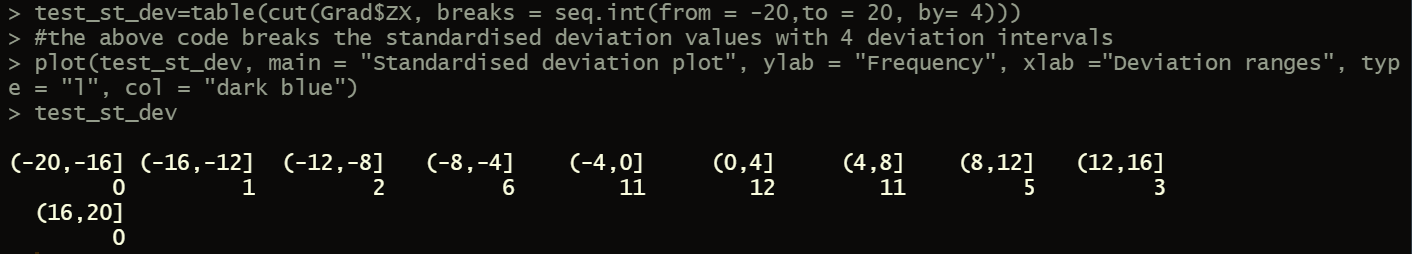 > test_st_dev=table(cut(Grad$ZX, breaks = seq.int(from = -20,to = 20, by= 4)))
> #the above code breaks the standardised deviation values with 4 deviation intervals
> plot(test_st_dev, main = "Standardised deviation plot", ylab = "Frequency", xlab ="Deviation ranges", typ
e = "l", col = "dark blue")
> test_st_dev
(-20,-16] (-16,-12]  (-12,-8]   (-8,-4]    (-4,0]     (0,4]     (4,8]    (8,12]   (12,16]
0         1         2         6        11        12        11         5         3
(16,20]
0